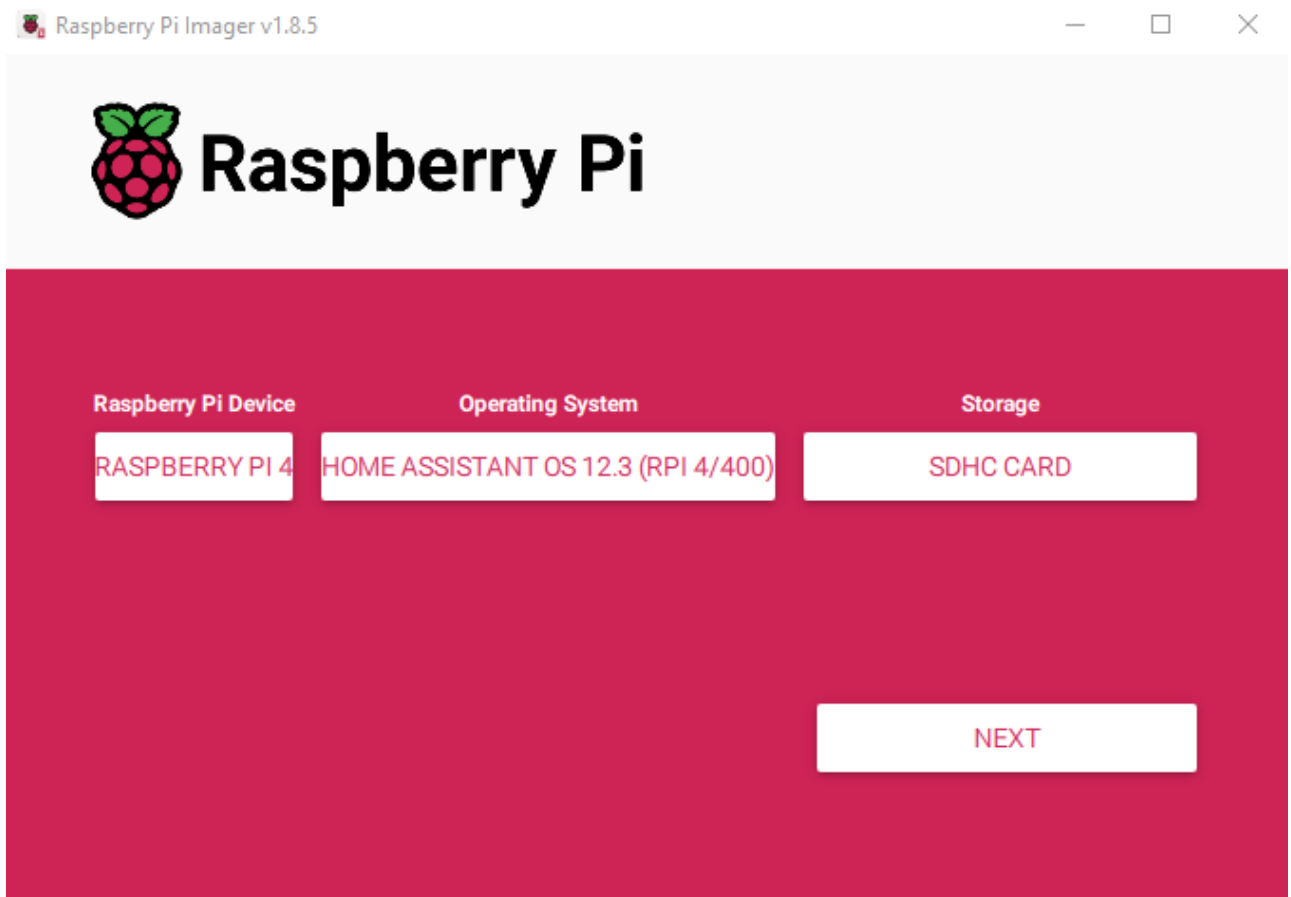 Raspberry Pi Imager v1.8.5
Raspberry Pi
Raspberry Pi Device Operating System Storage
RASPBERRY PI 4 HOME ASSISTANT OS 12.3 (RPI 4/400) SDHC CARD
NEXT